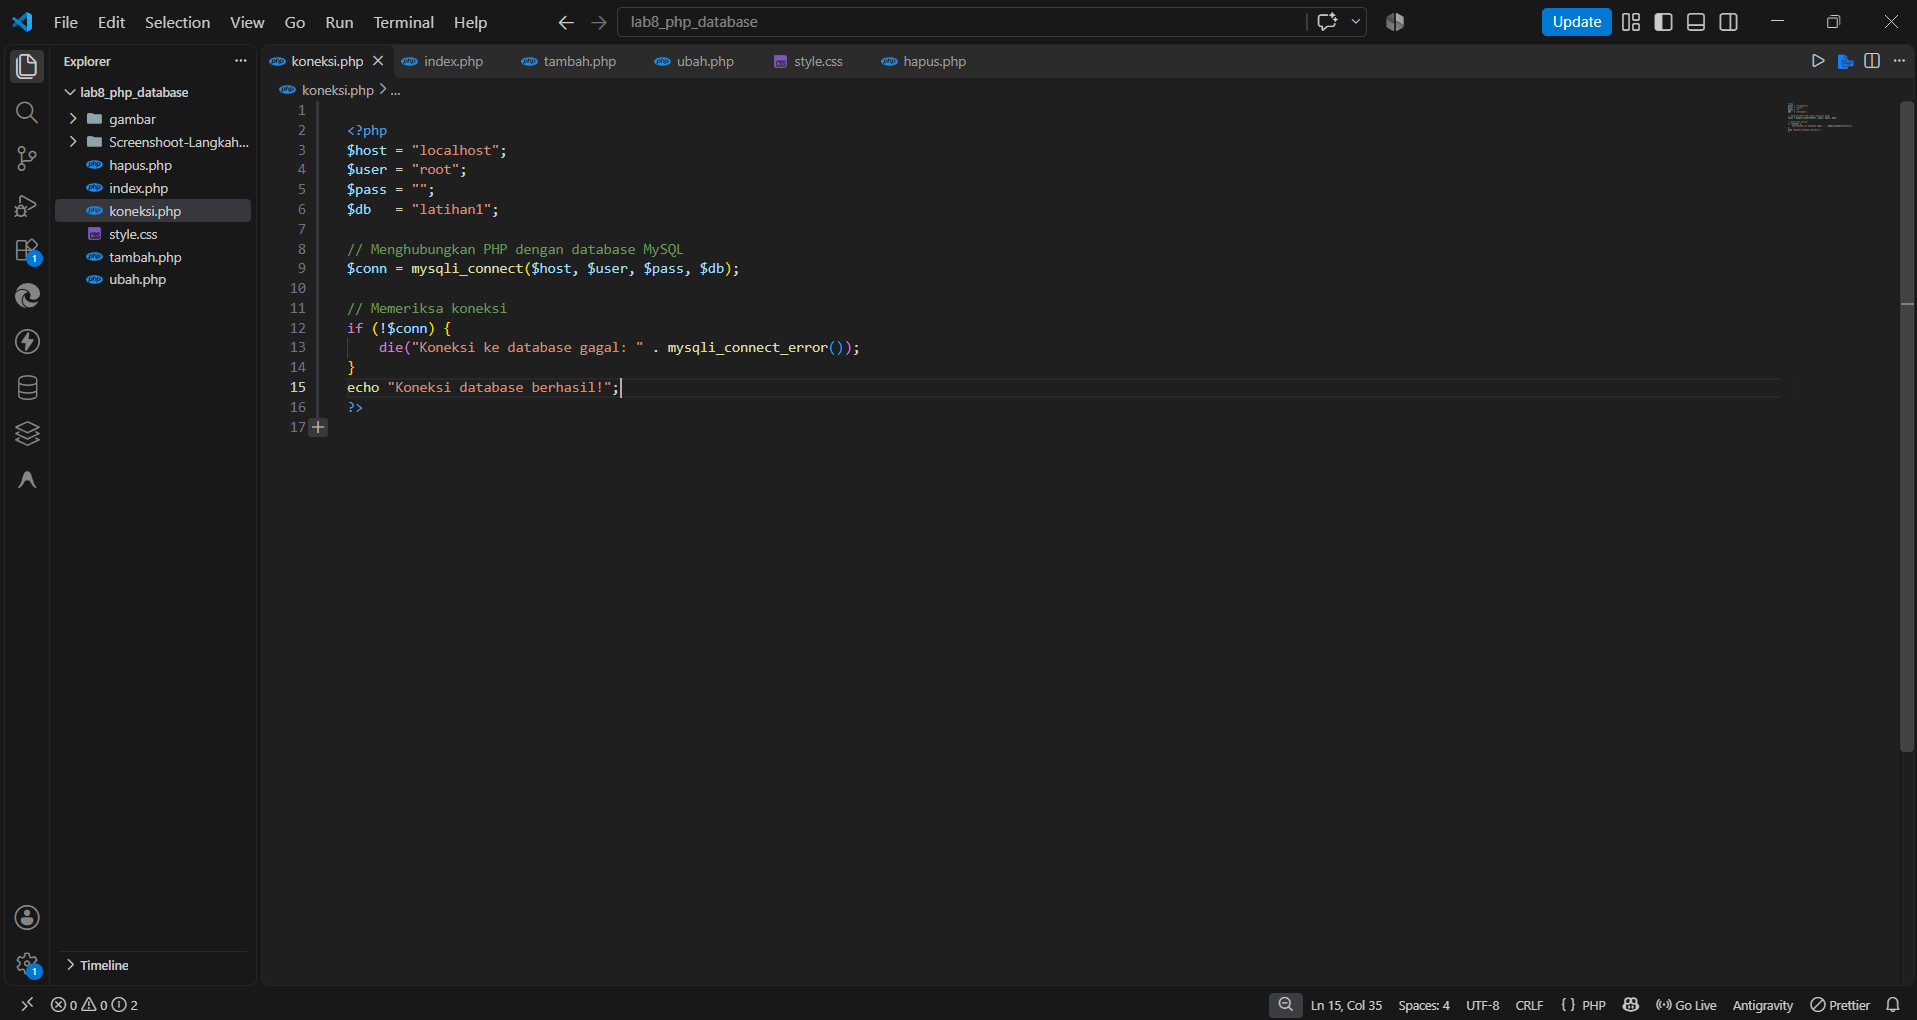 File Edit Selection View Go Run Terminal Help
lab8_php_database
Update
Explorer
lab8_php_database
gambar
Screenshoot-Langkah...
hapus.php
index.php
koneksi.php
style.css
tambah.php
ubah.php
Timeline
koneksi.php index.php tambah.php ubah.php style.css hapus.php
koneksi.php > ...
1
2 <?php
3 $host = "localhost";
4 $user = "root";
5 $pass = "";
6 $db   = "latihan1";
7
8 // Menghubungkan PHP dengan database MySQL
9 $conn = mysqli_connect($host, $user, $pass, $db);
10
11 // Memeriksa koneksi
12 if (!$conn) {
13     die("Koneksi ke database gagal: " . mysqli_connect_error());
14 }
15 echo "Koneksi database berhasil!";
16 ?>
17
1
1
0 0 2
Ln 15, Col 35 Spaces: 4 UTF-8 CRLF { } PHP Go Live Antigravity Prettier